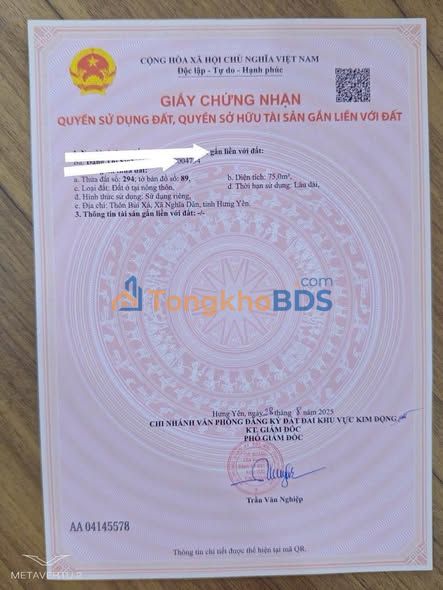 CỘNG HÒA XÃ HỘI CHỦ NGHĨA VIỆT NAM
Độc lập - Tự do - Hạnh phúc
GIẤY CHỨNG NHẬN
QUYỀN SỬ DỤNG ĐẤT, QUYỀN SỞ HỮU TÀI SẢN GẮN LIỀN VỚI ĐẤT
gắn liền với đất:
a. Thửa đất số: 294; tờ bản đồ số: 89,
b. Diện tích: 75,0m²,
c. Loại đất: Đất ở tại nông thôn,
d. Thời hạn sử dụng: Lâu dài,
đ. Hình thức sử dụng: Sử dụng riêng,
e. Địa chỉ: Thôn Bùi Xá, Xã Nghĩa Dân, tỉnh Hưng Yên.
3. Thông tin tài sản gắn liền với đất: -/-
TongkhoBDS.com
Hưng Yên, ngày 28 tháng 8 năm 2025
CHI NHÁNH VĂN PHÒNG ĐĂNG KÝ ĐẤT ĐAI KHU VỰC KIM ĐỘNG
KT. GIÁM ĐỐC
PHÓ GIÁM ĐỐC
Trần Văn Nghiệp
AA 04145578
Thông tin chi tiết được thể hiện tại mã QR.